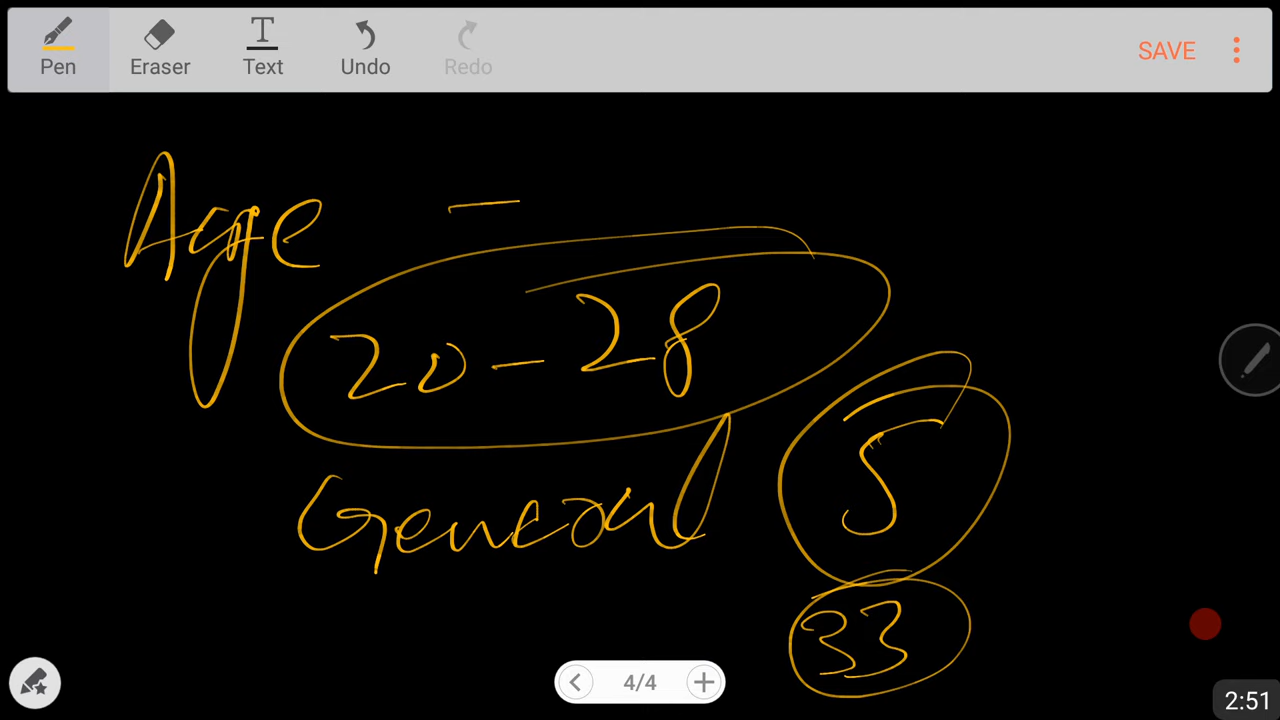 Pen Eraser Text Undo Redo SAVE
Age –
20 – 28
General 5
33
4/4
2:51